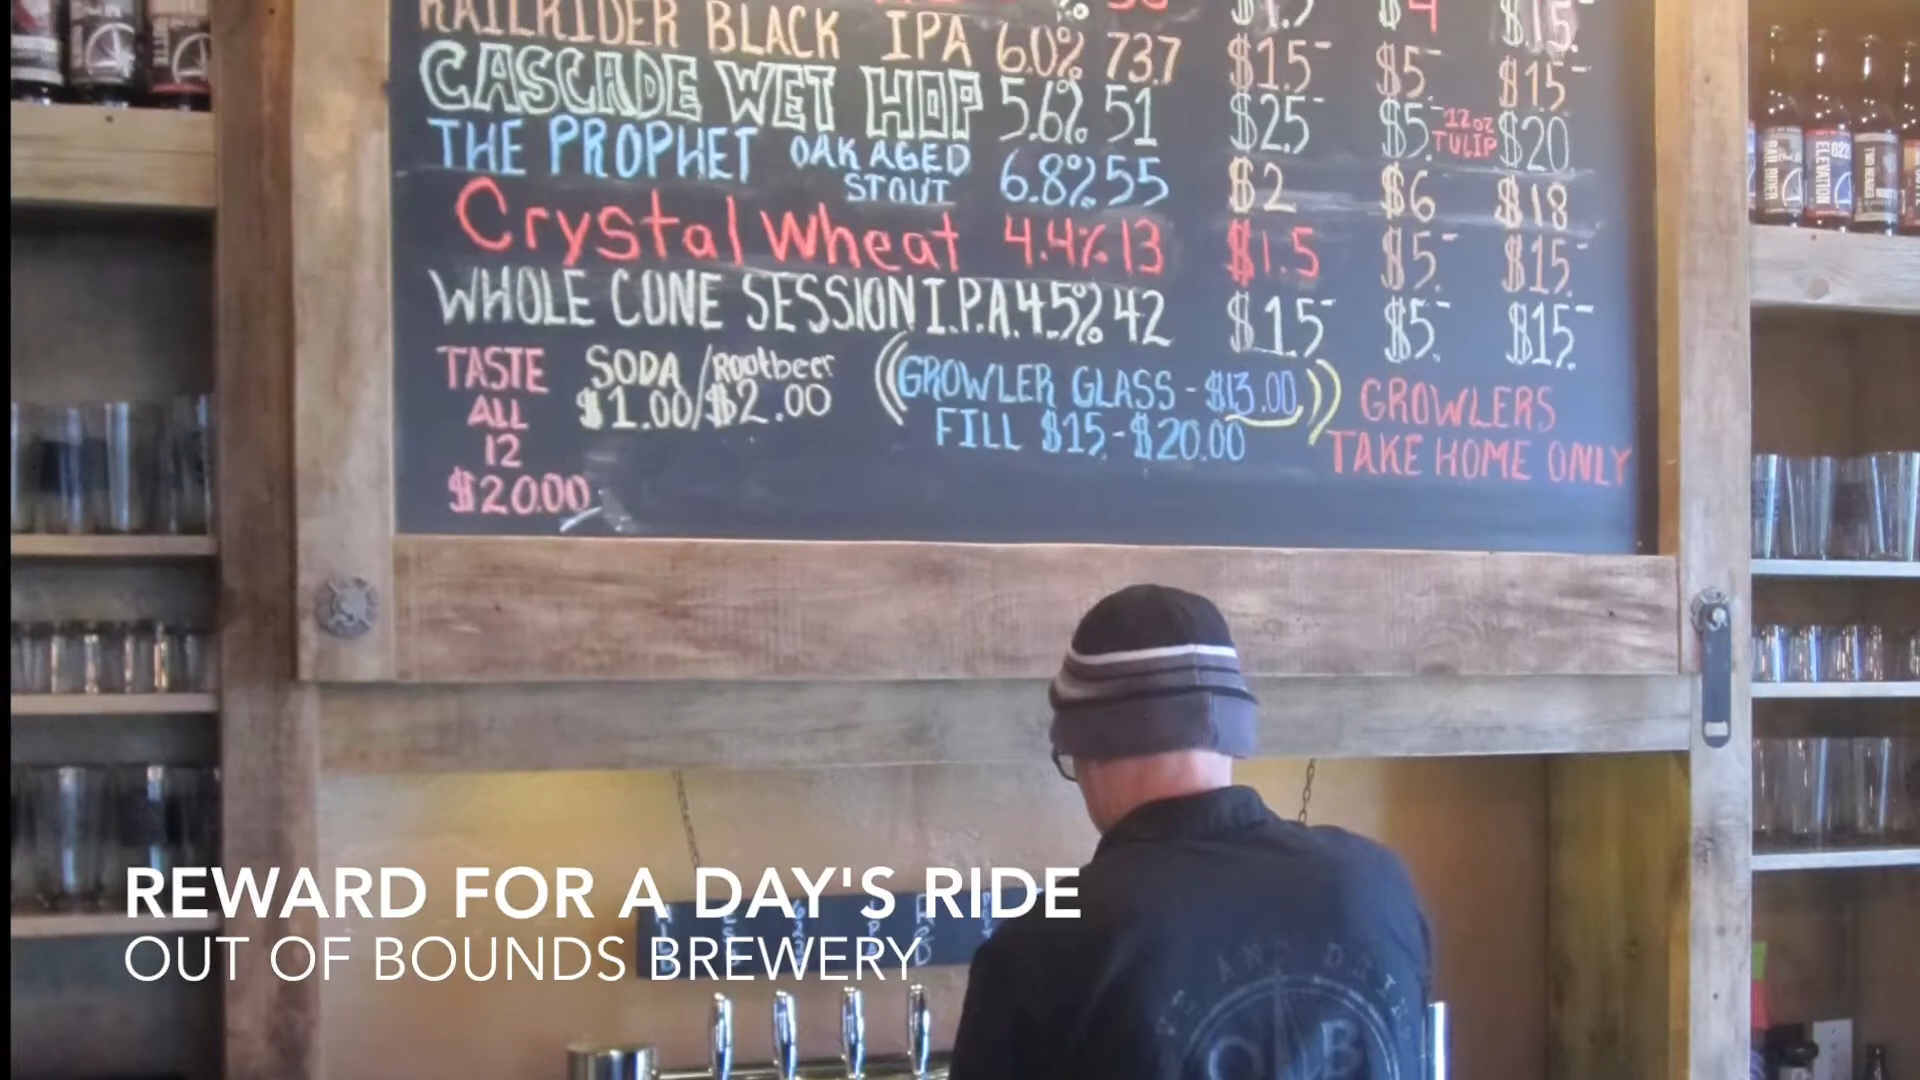 RAILRIDER BLACK IPA 6.0% 73.7 $1.5- $5- $15-
CASCADE WET HOP 5.6% 51 $25- $5- 12oz TULIP $20
THE PROPHET OAK AGED STOUT 6.8% 55 $2 $6 $18
Crystal Wheat 4.4% 13 $1.5 $5- $15-
WHOLE CONE SESSION I.P.A. 4.5% 42 $1.5- $5- $15-
TASTE ALL 12 $20.00
SODA / Rootbeer
$1.00 / $2.00
((GROWLER GLASS - $13.00))
FILL $15 - $20.00
GROWLERS
TAKE HOME ONLY
ELEVATION
REWARD FOR A DAY'S RIDE
OUT OF BOUNDS BREWERY